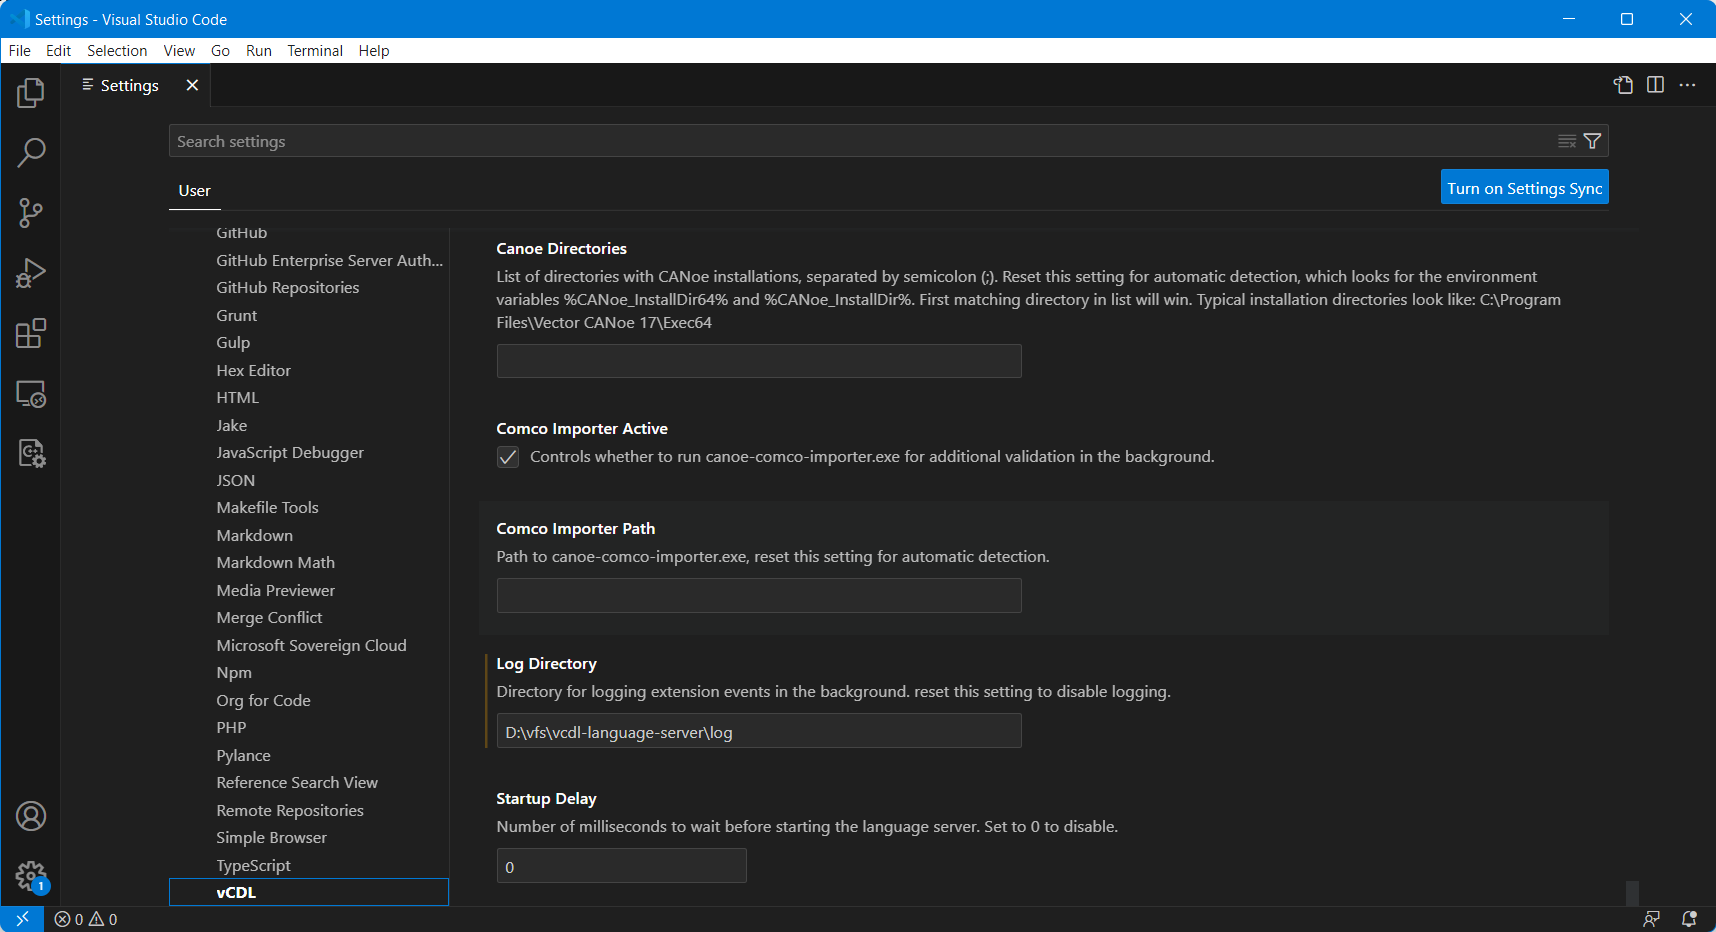 Settings - Visual Studio Code
File Edit Selection View Go Run Terminal Help
Settings
Search settings
User
Turn on Settings Sync
GitHub
GitHub Enterprise Server Auth...
GitHub Repositories
Grunt
Gulp
Hex Editor
HTML
Jake
JavaScript Debugger
JSON
Makefile Tools
Markdown
Markdown Math
Media Previewer
Merge Conflict
Microsoft Sovereign Cloud
Npm
Org for Code
PHP
Pylance
Reference Search View
Remote Repositories
Simple Browser
TypeScript
vCDL
Canoe Directories
List of directories with CANoe installations, separated by semicolon (;). Reset this setting for automatic detection, which looks for the environment
variables %CANoe_InstallDir64% and %CANoe_InstallDir%. First matching directory in list will win. Typical installation directories look like: C:\Program
Files\Vector CANoe 17\Exec64
Comco Importer Active
Controls whether to run canoe-comco-importer.exe for additional validation in the background.
Comco Importer Path
Path to canoe-comco-importer.exe, reset this setting for automatic detection.
Log Directory
Directory for logging extension events in the background. reset this setting to disable logging.
D:\vfs\vcdl-language-server\log
Startup Delay
Number of milliseconds to wait before starting the language server. Set to 0 to disable.
0
1
0 0